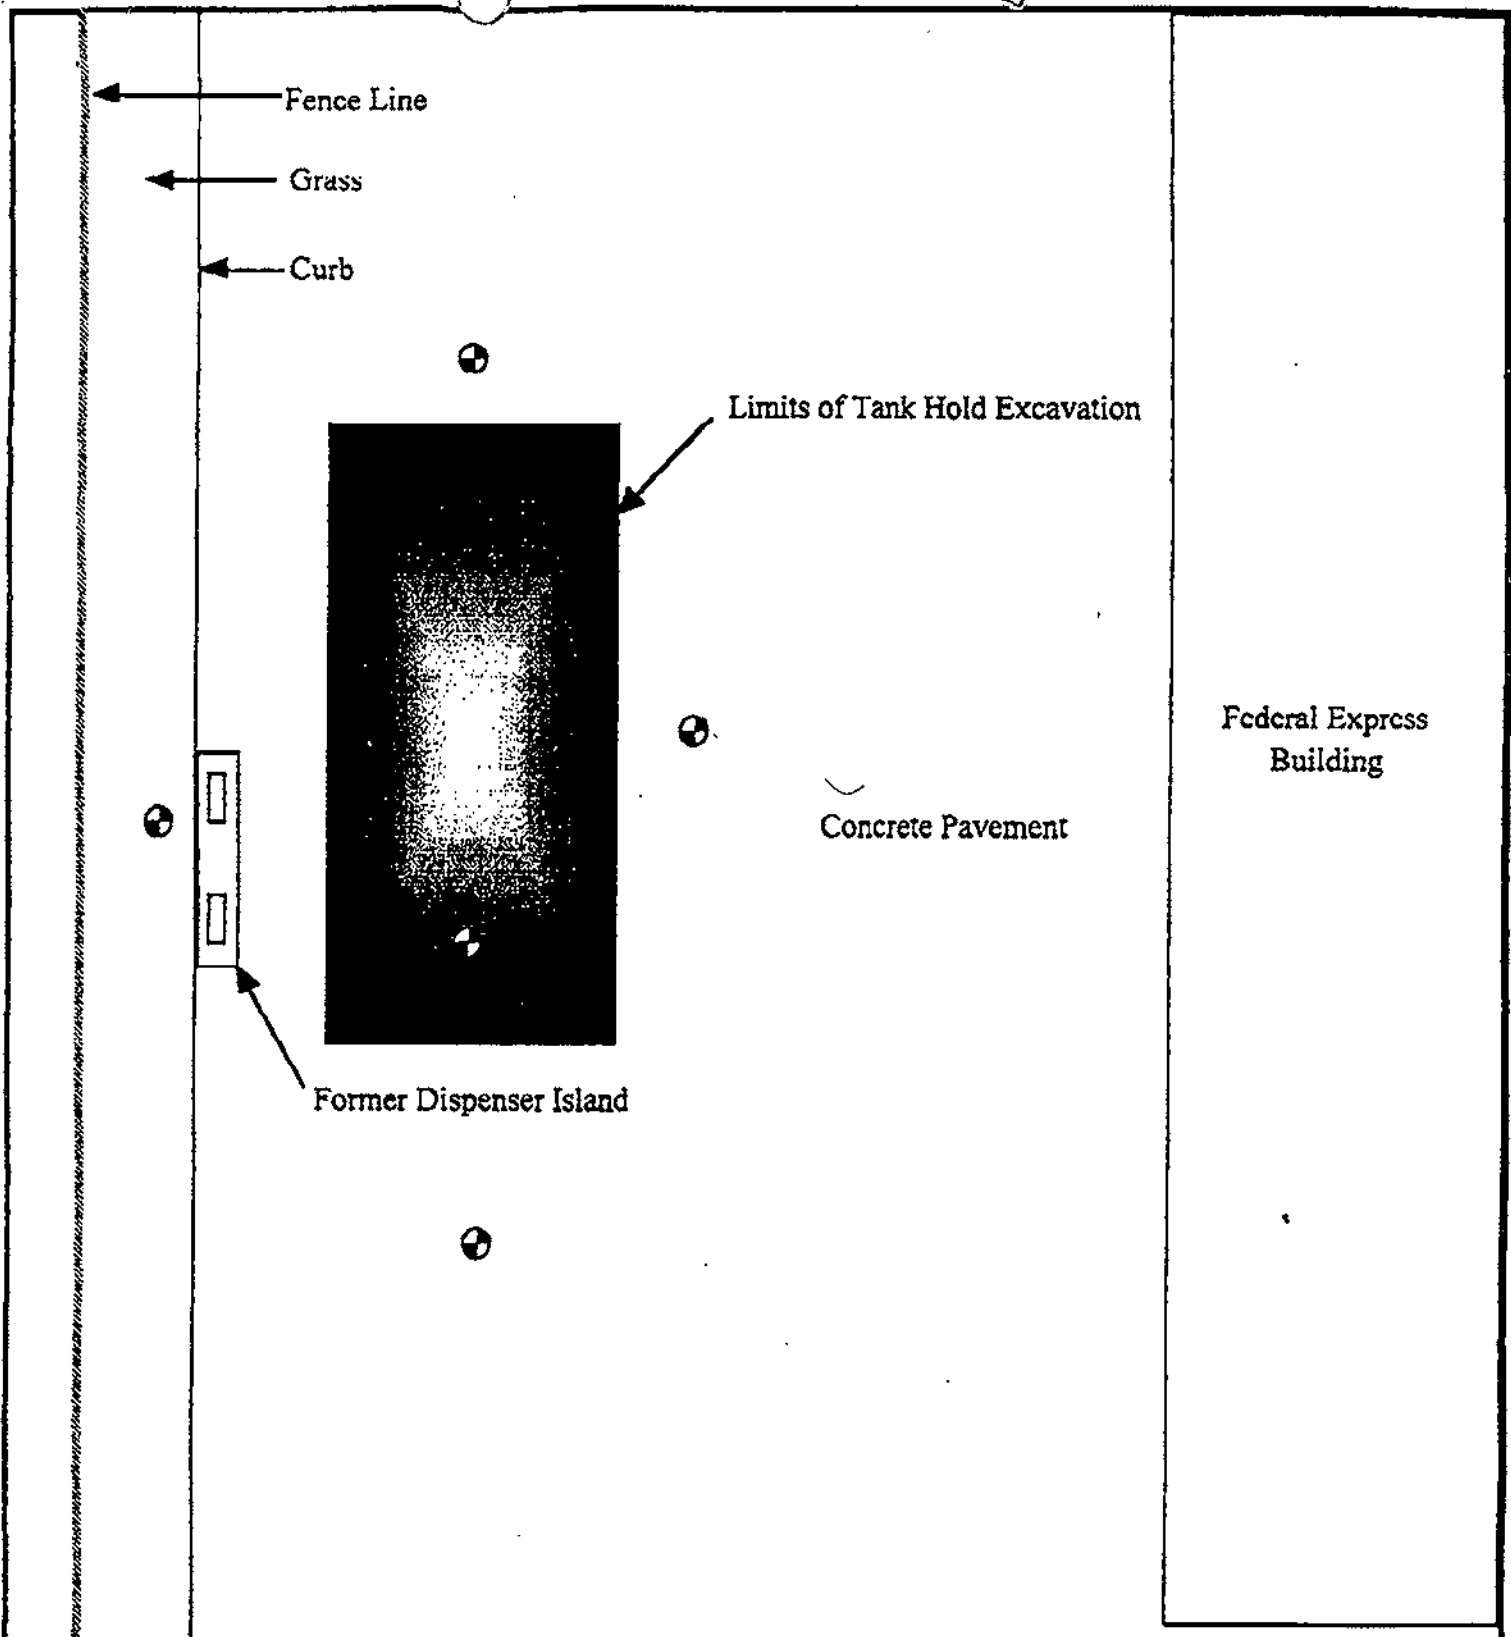 Fence Line
Grass
Curb
Limits of Tank Hold Excavation
Federal Express
Building
Concrete Pavement
Former Dispenser Island